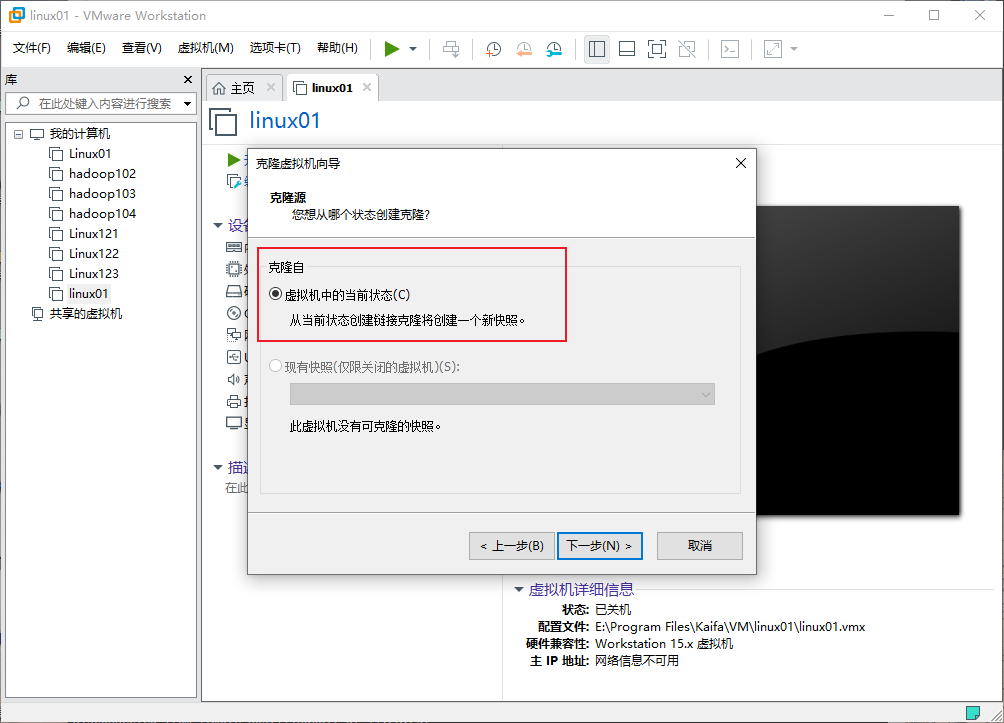 linux01 - VMware Workstation
文件(F) 编辑(E) 查看(V) 虚拟机(M) 选项卡(T) 帮助(H)
库
在此处键入内容进行搜索
我的计算机
Linux01
hadoop102
hadoop103
hadoop104
Linux121
Linux122
Linux123
linux01
共享的虚拟机
主页
linux01
linux01
设备
描述
在此
克隆虚拟机向导
克隆源
您想从哪个状态创建克隆?
克隆自
虚拟机中的当前状态(C)
从当前状态创建链接克隆将创建一个新快照。
现有快照(仅限关闭的虚拟机)(S):
此虚拟机没有可克隆的快照。
< 上一步(B) 下一步(N) > 取消
虚拟机详细信息
状态: 已关机
配置文件: E:\Program Files\Kaifa\VM\linux01\linux01.vmx
硬件兼容性: Workstation 15.x 虚拟机
主 IP 地址: 网络信息不可用